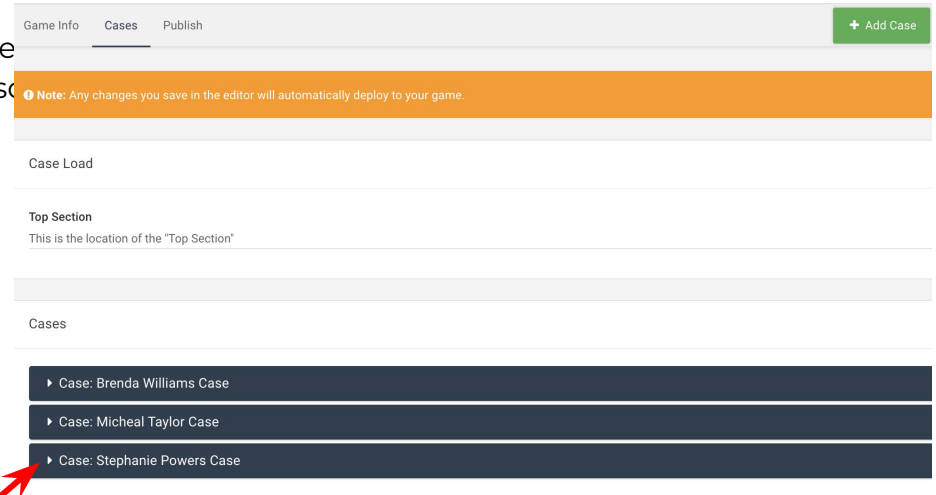 Game Info Cases Publish + Add Case
Note: Any changes you save in the editor will automatically deploy to your game.
Case Load
Top Section
This is the location of the "Top Section"
Cases
Case: Brenda Williams Case
Case: Micheal Taylor Case
Case: Stephanie Powers Case